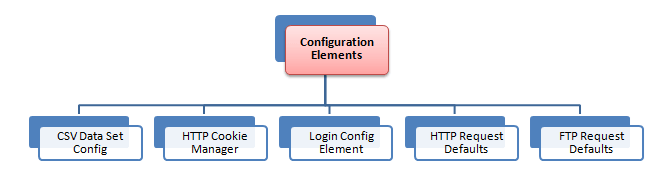 Configuration
Elements
CSV Data Set
Config
HTTP Cookie
Manager
Login Config
Element
HTTP Request
Defaults
FTP Request
Defaults